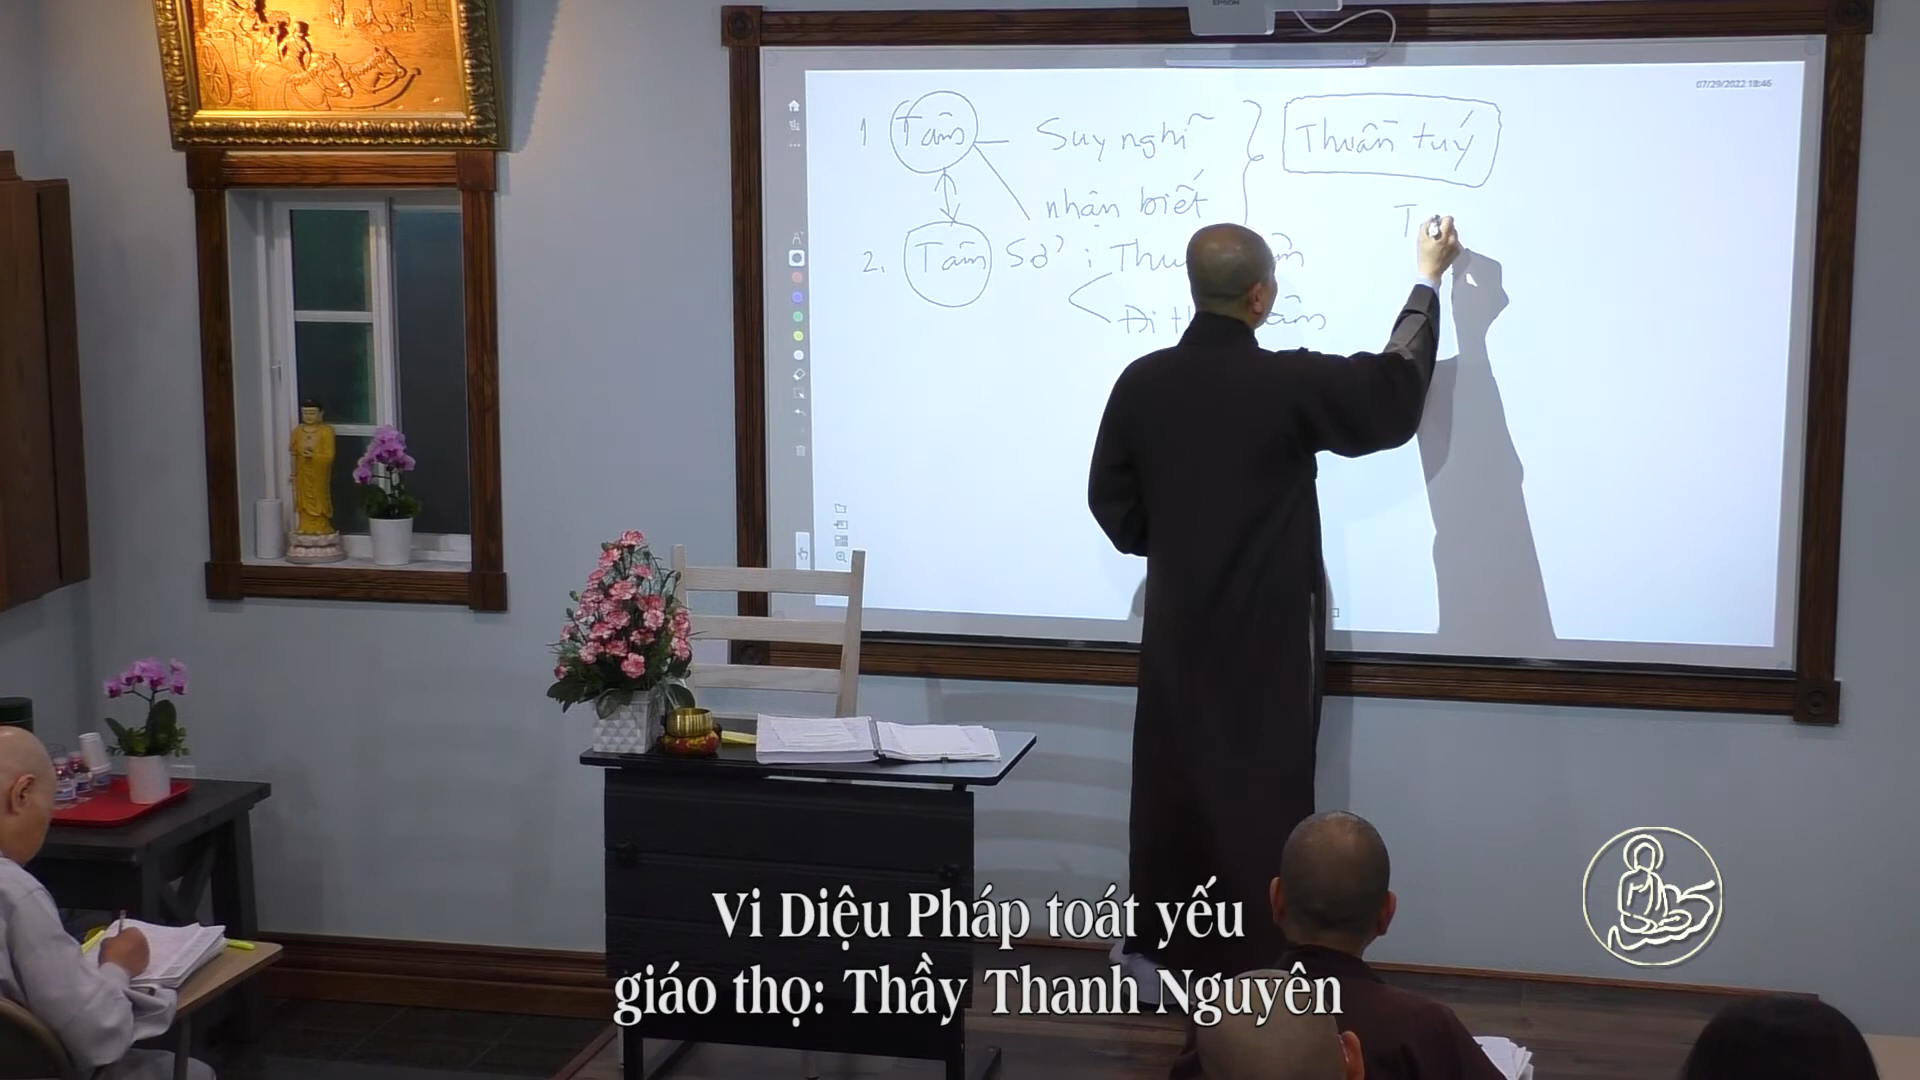 EPSON
07/29/2022 18:46
1 Tâm — Suy nghĩ
Thuần tuý
nhận biết
2. Tâm Sở :
T
Vi Diệu Pháp toát yếu
giáo thọ: Thầy Thanh Nguyên